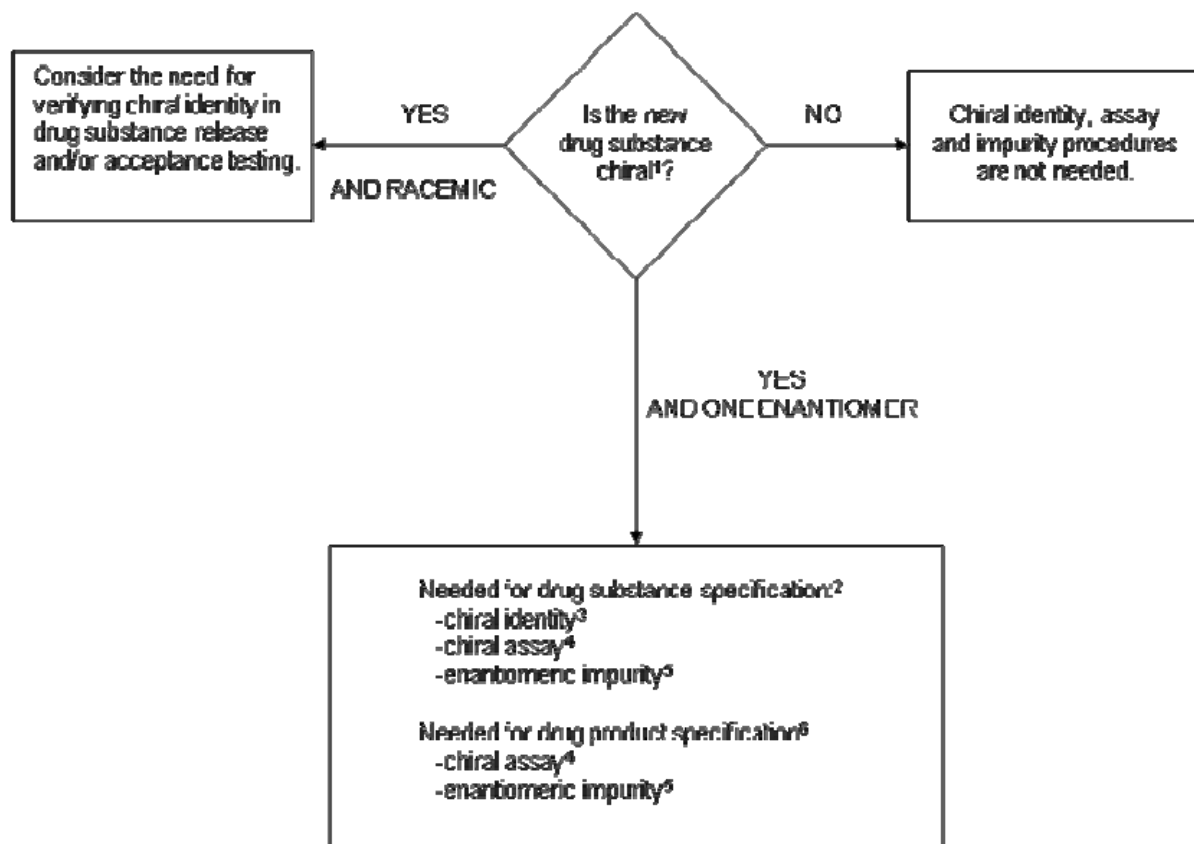 Consider the need for
verifying chiral identity in
drug substance release
and/or acceptance testing.
YES
AND RACEMIC
Is the new
drug substance
chiral¹?
NO
Chiral identity, assay
and impurity procedures
are not needed.
YES
AND ONE ENANTIOMER
Needed for drug substance specification:²
-chiral identity³
-chiral assay⁴
-enantiomeric impurity⁵
Needed for drug product specification⁶
-chiral assay⁴
-enantiomeric impurity⁵